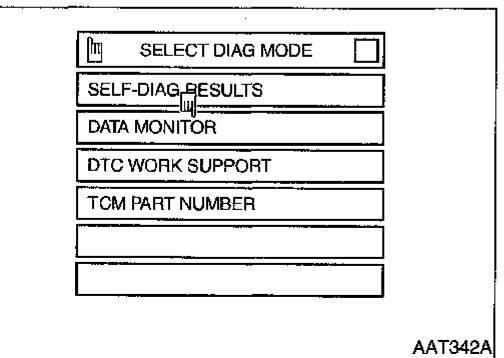 SELECT DIAG MODE
SELF-DIAG RESULTS
DATA MONITOR
DTC WORK SUPPORT
TCM PART NUMBER
AAT342A